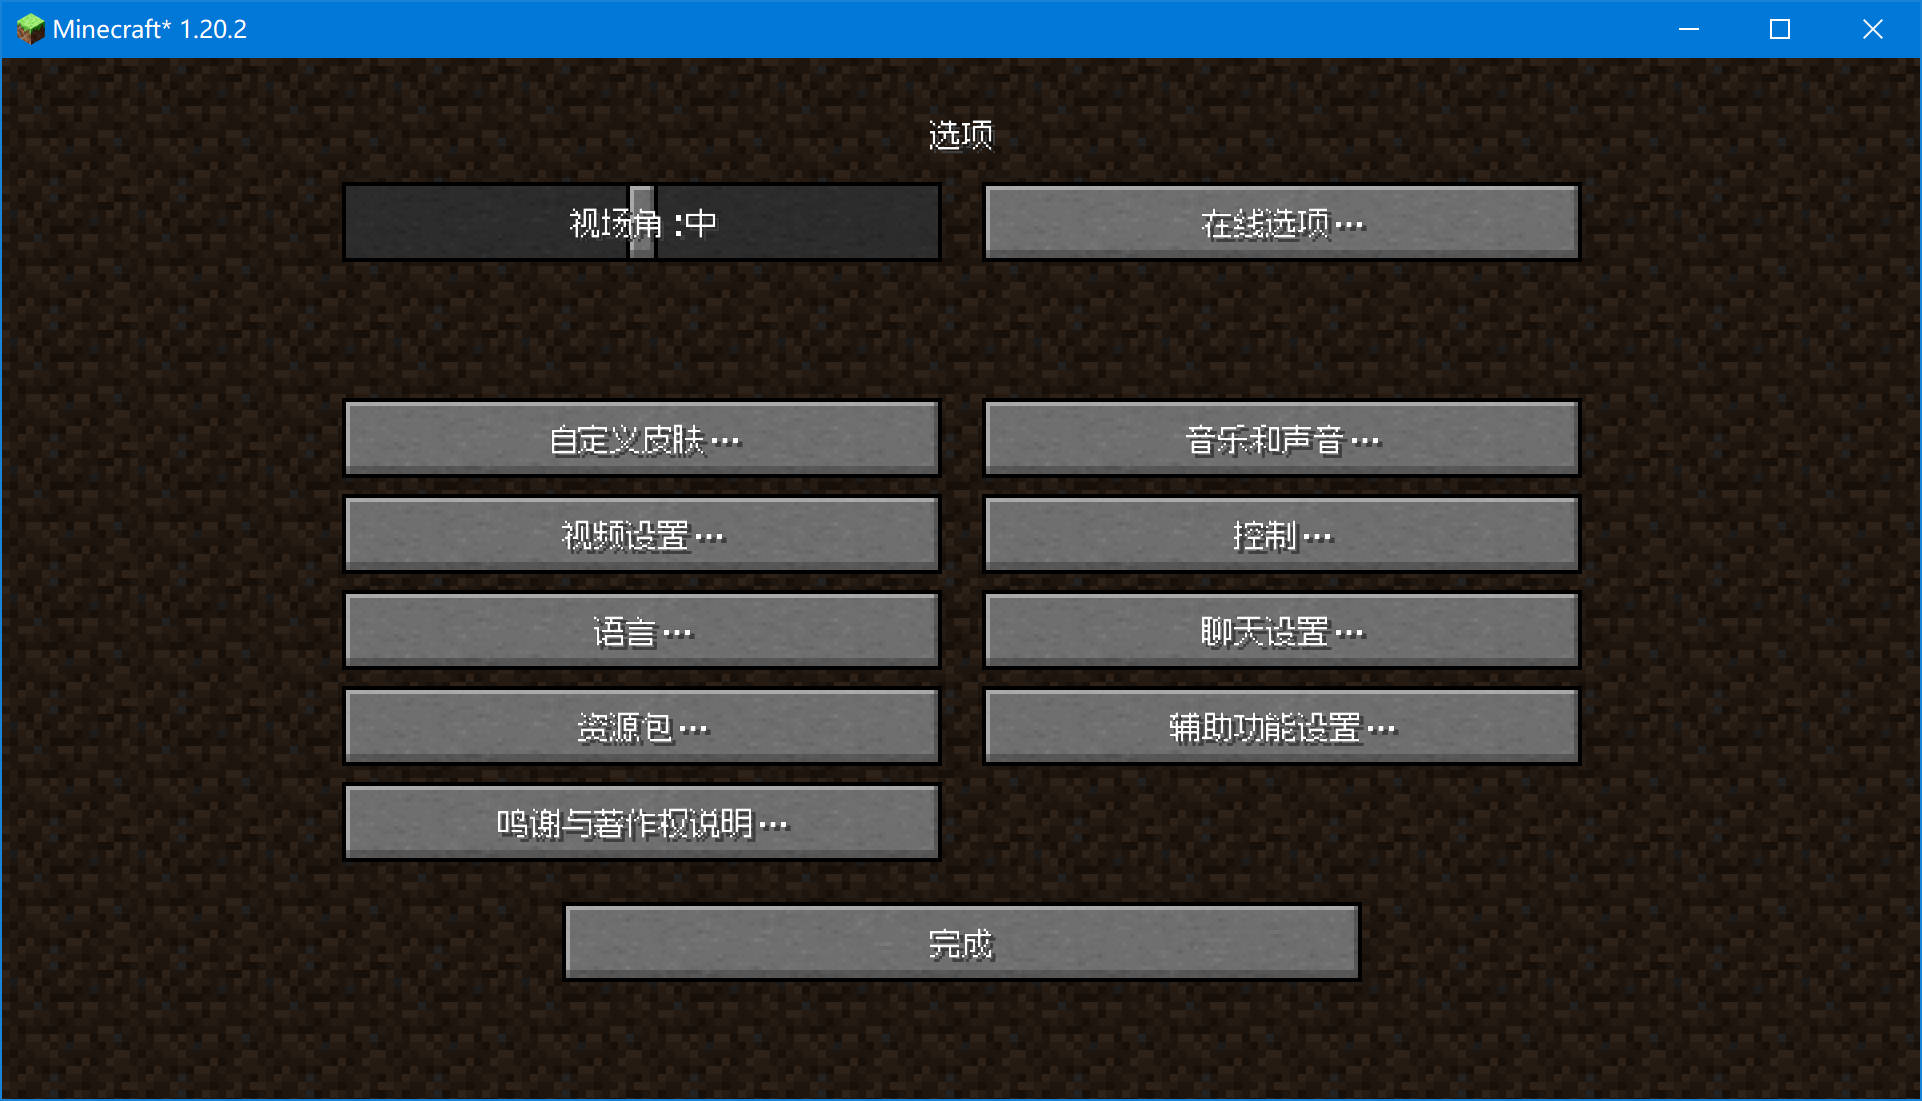 Minecraft* 1.20.2
选项
视场角:中
在线选项…
自定义皮肤…
音乐和声音…
视频设置…
控制…
语言…
聊天设置…
资源包…
辅助功能设置…
鸣谢与著作权说明…
完成